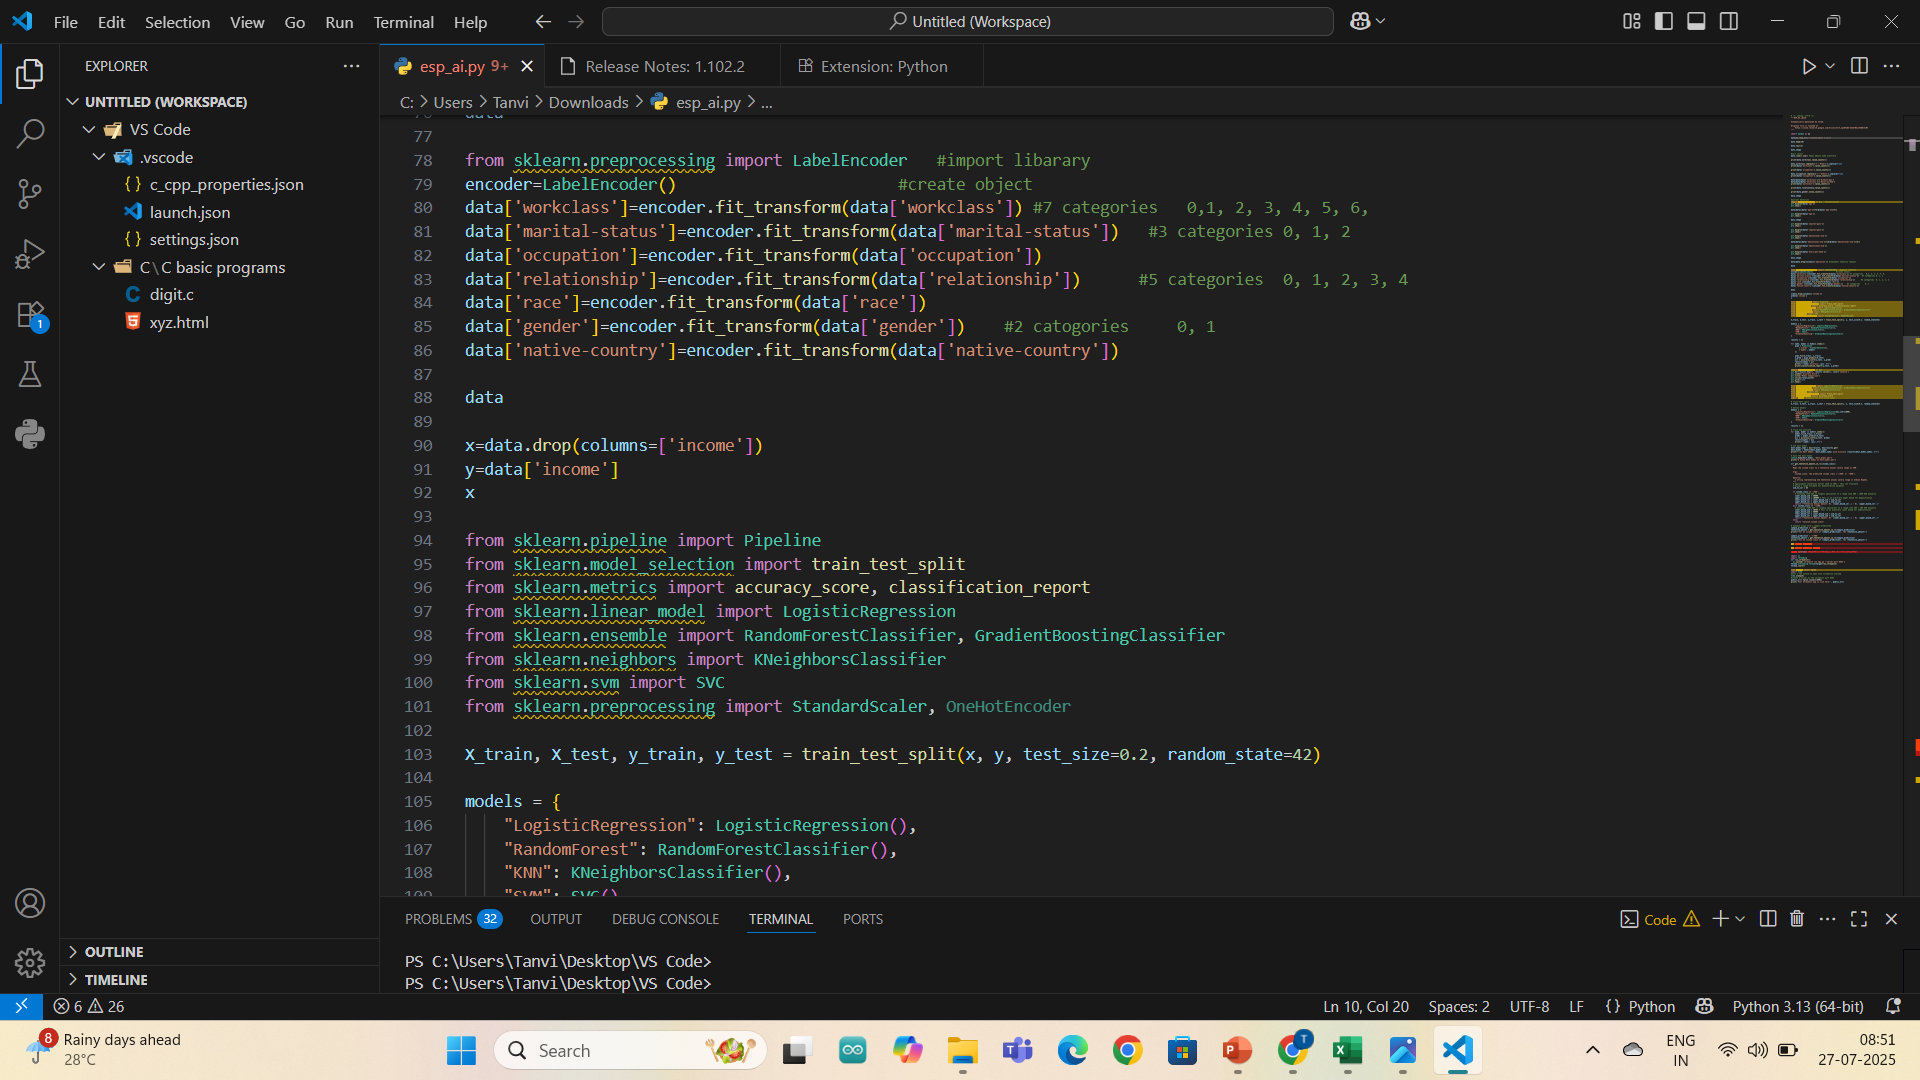 File Edit Selection View Go Run Terminal Help
Untitled (Workspace)
EXPLORER
UNTITLED (WORKSPACE)
VS Code
.vscode
{} c_cpp_properties.json
launch.json
{} settings.json
C\C basic programs
C digit.c
xyz.html
OUTLINE
TIMELINE
1
esp_ai.py 9+
Release Notes: 1.102.2
Extension: Python
C: > Users > Tanvi > Downloads > esp_ai.py > ...
76 data
77
78 from sklearn.preprocessing import LabelEncoder   #import libarary
79 encoder=LabelEncoder()                       #create object
80 data['workclass']=encoder.fit_transform(data['workclass']) #7 categories   0,1, 2, 3, 4, 5, 6,
81 data['marital-status']=encoder.fit_transform(data['marital-status'])   #3 categories 0, 1, 2
82 data['occupation']=encoder.fit_transform(data['occupation'])
83 data['relationship']=encoder.fit_transform(data['relationship'])      #5 categories  0, 1, 2, 3, 4
84 data['race']=encoder.fit_transform(data['race'])
85 data['gender']=encoder.fit_transform(data['gender'])    #2 catogories     0, 1
86 data['native-country']=encoder.fit_transform(data['native-country'])
87
88 data
89
90 x=data.drop(columns=['income'])
91 y=data['income']
92 x
93
94 from sklearn.pipeline import Pipeline
95 from sklearn.model_selection import train_test_split
96 from sklearn.metrics import accuracy_score, classification_report
97 from sklearn.linear_model import LogisticRegression
98 from sklearn.ensemble import RandomForestClassifier, GradientBoostingClassifier
99 from sklearn.neighbors import KNeighborsClassifier
100 from sklearn.svm import SVC
101 from sklearn.preprocessing import StandardScaler, OneHotEncoder
102
103 X_train, X_test, y_train, y_test = train_test_split(x, y, test_size=0.2, random_state=42)
104
105 models = {
106     "LogisticRegression": LogisticRegression(),
107     "RandomForest": RandomForestClassifier(),
108     "KNN": KNeighborsClassifier(),
109     "SVM": SVC()
PROBLEMS 32 OUTPUT DEBUG CONSOLE TERMINAL PORTS
Code
PS C:\Users\Tanvi\Desktop\VS Code>
PS C:\Users\Tanvi\Desktop\VS Code>
6 26
Ln 10, Col 20 Spaces: 2 UTF-8 LF {} Python Python 3.13 (64-bit)
8
Rainy days ahead
28°C
Search
T
ENG
IN
08:51
27-07-2025